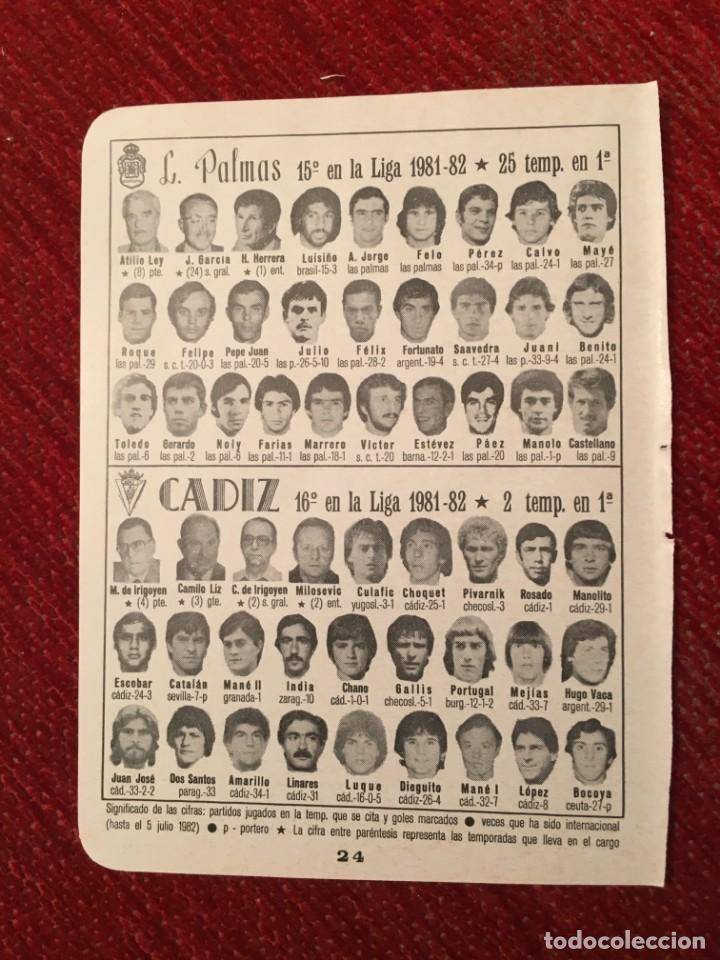 L. Palmas 15º en la Liga 1981-82 ★ 25 temp. en 1ª
Atilio Ley J. García H. Herrera Luisiño A. Jorge Felo Pérez Calvo Mayé
★ (8) pte. ★ (24) s. gral. ★ (1) ent. brasil-15-3 las palmas las palmas las pal.-34-p las pal.-24-1 las pal.-27
Roque Felipe Pepe Juan Julio Félix Fortunato Saavedra Juani Benito
las pal.-29 s. c. t.-20-0-3 las pal.-20-5 las p.-26-5-10 las pal.-28-2 argent.-19-4 s. c. t.-27-4 las p.-33-9-4 las pal.-24-1
Toledo Gerardo Noly Farias Marrero Víctor Estévez Páez Manolo Castellano
las pal.-6 las pal.-2 las pal.-6 las pal.-11-1 las pal.-18-1 s. c. t.-20 barna.-12-2-1 las pal.-20 las pal.-1-p las pal.-9
CADIZ 16º en la Liga 1981-82 ★ 2 temp. en 1ª
M. de Irigoyen Camilo Liz C. de Irigoyen Milosevic Culafic Choquet Pivarnik Rosado Manolito
★ (4) pte. ★ (3) gte. ★ (2) s. gral. ★ (2) ent. yugosl.-3-1 cádiz-25-1 checosl.-3 cádiz-1 cádiz-29-1
Escobar Catalán Mané II India Chano Gallis Portugal Mejías Hugo Vaca
cádiz-24-3 sevilla-7-p granada-1 zarag.-10 cád.-1-0-1 checosl.-5-1 burg.-12-1-2 cád.-33-7 argent.-29-1
Juan José Dos Santos Amarillo Linares Luque Dieguito Mané I López Bocoya
cád.-33-2-2 parag.-33 cádiz-34-1 cádiz-31 cád.-16-0-5 cádiz-26-4 cád.-32-7 cádiz-8 ceuta-27-p
Significado de las cifras: partidos jugados en la temp. que se cita y goles marcados ● veces que ha sido internacional
(hasta el 5 julio 1982) ● p - portero ★ La cifra entre paréntesis representa las temporadas que lleva en el cargo
24
todocoleccion
todocoleccion.net